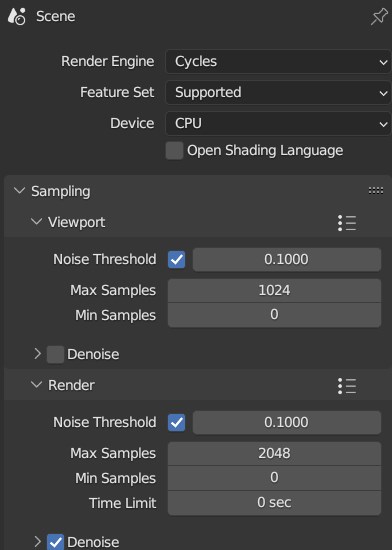 Scene
Render Engine Cycles
Feature Set Supported
Device CPU
Open Shading Language
Sampling
Viewport
Noise Threshold 0.1000
Max Samples 1024
Min Samples 0
Denoise
Render
Noise Threshold 0.1000
Max Samples 2048
Min Samples 0
Time Limit 0 sec
Denoise